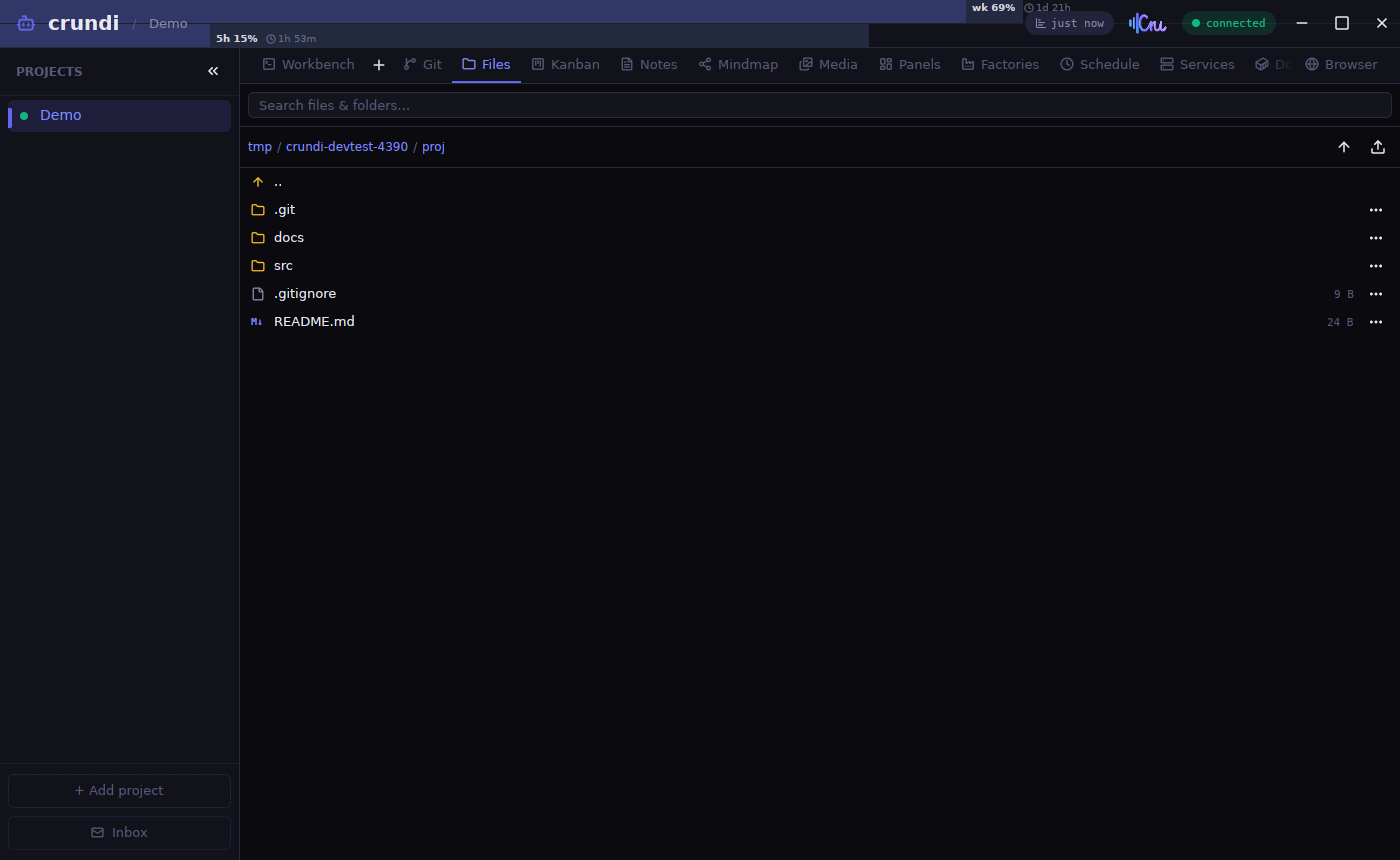 wk 69% 1d 21h
crundi / Demo
just now
connected
5h 15% 1h 53m
PROJECTS
Workbench Git Files Kanban Notes Mindmap Media Panels Factories Schedule Services Do Browser
Search files & folders...
Demo
tmp / crundi-devtest-4390 / proj
..
.git
docs
src
.gitignore 9 B
README.md 24 B
+ Add project
Inbox